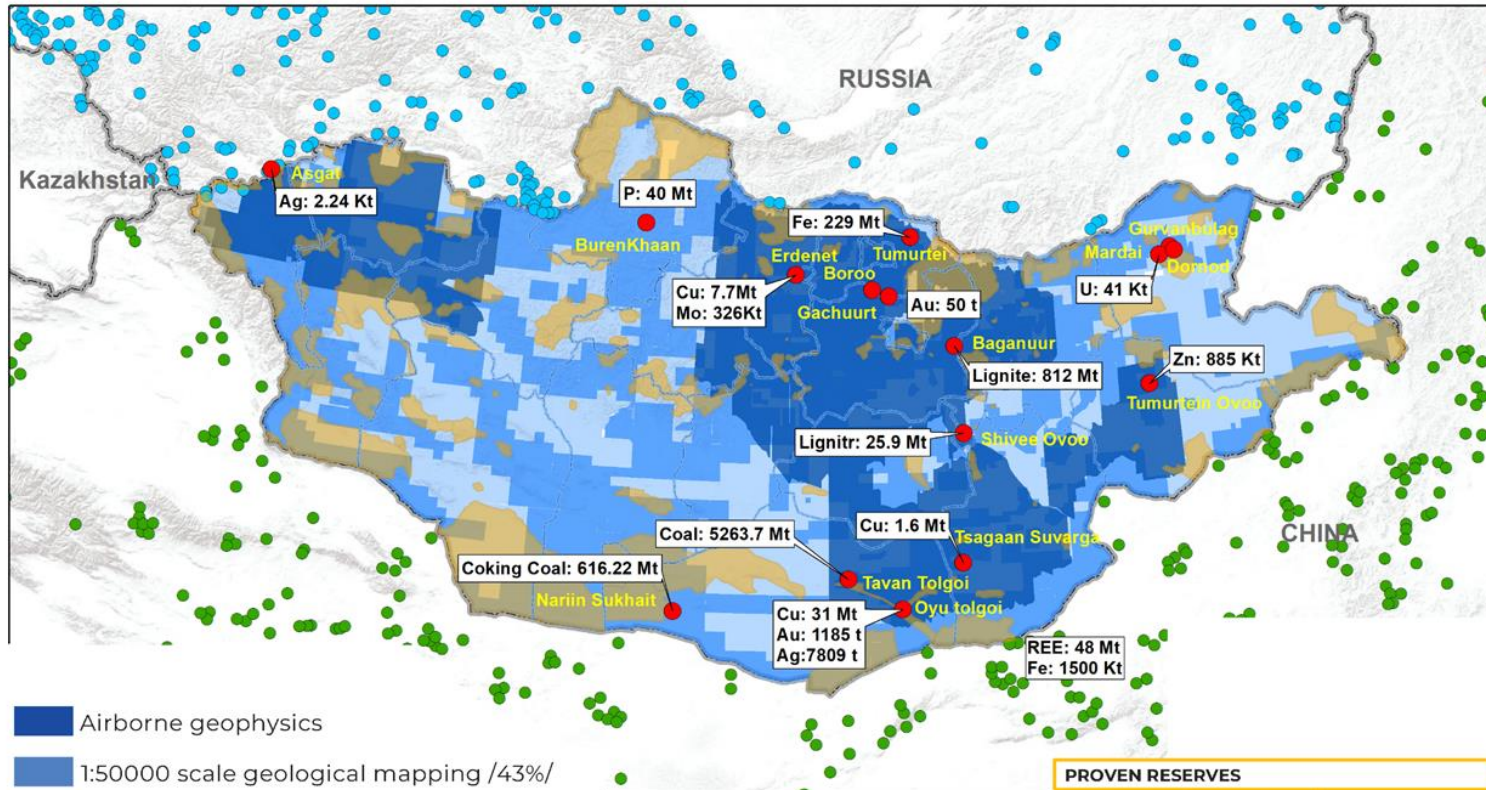 RUSSIA
Kazakhstan
Asgat
Ag: 2.24 Kt
P: 40 Mt
BurenKhaan
Fe: 229 Mt
Tumurtei
Erdenet
Cu: 7.7Mt
Mo: 326Kt
Boroo
Gachuurt
Au: 50 t
Gurvanbulag
Mardai
Dornod
U: 41 Kt
Baganuur
Lignite: 812 Mt
Zn: 885 Kt
Tumurtein Ovoo
Lignitr: 25.9 Mt
Shivee Ovoo
CHINA
Cu: 1.6 Mt
Tsagaan Suvarga
Coal: 5263.7 Mt
Tavan Tolgoi
Coking Coal: 616.22 Mt
Nariin Sukhait
Oyu tolgoi
Cu: 31 Mt
Au: 1185 t
Ag:7809 t
REE: 48 Mt
Fe: 1500 Kt
Airborne geophysics
1:50000 scale geological mapping /43%/
PROVEN RESERVES